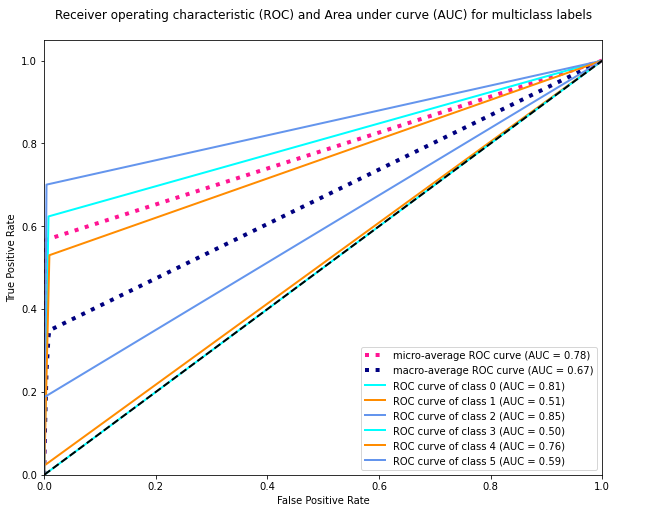 Receiver operating characteristic (ROC) and Area under curve (AUC) for multiclass labels
1.0
0.8
0.6
0.4
0.2
0.0
True Positive Rate
micro-average ROC curve (AUC = 0.78)
macro-average ROC curve (AUC = 0.67)
ROC curve of class 0 (AUC = 0.81)
ROC curve of class 1 (AUC = 0.51)
ROC curve of class 2 (AUC = 0.85)
ROC curve of class 3 (AUC = 0.50)
ROC curve of class 4 (AUC = 0.76)
ROC curve of class 5 (AUC = 0.59)
0.0 0.2 0.4 0.6 0.8 1.0
False Positive Rate